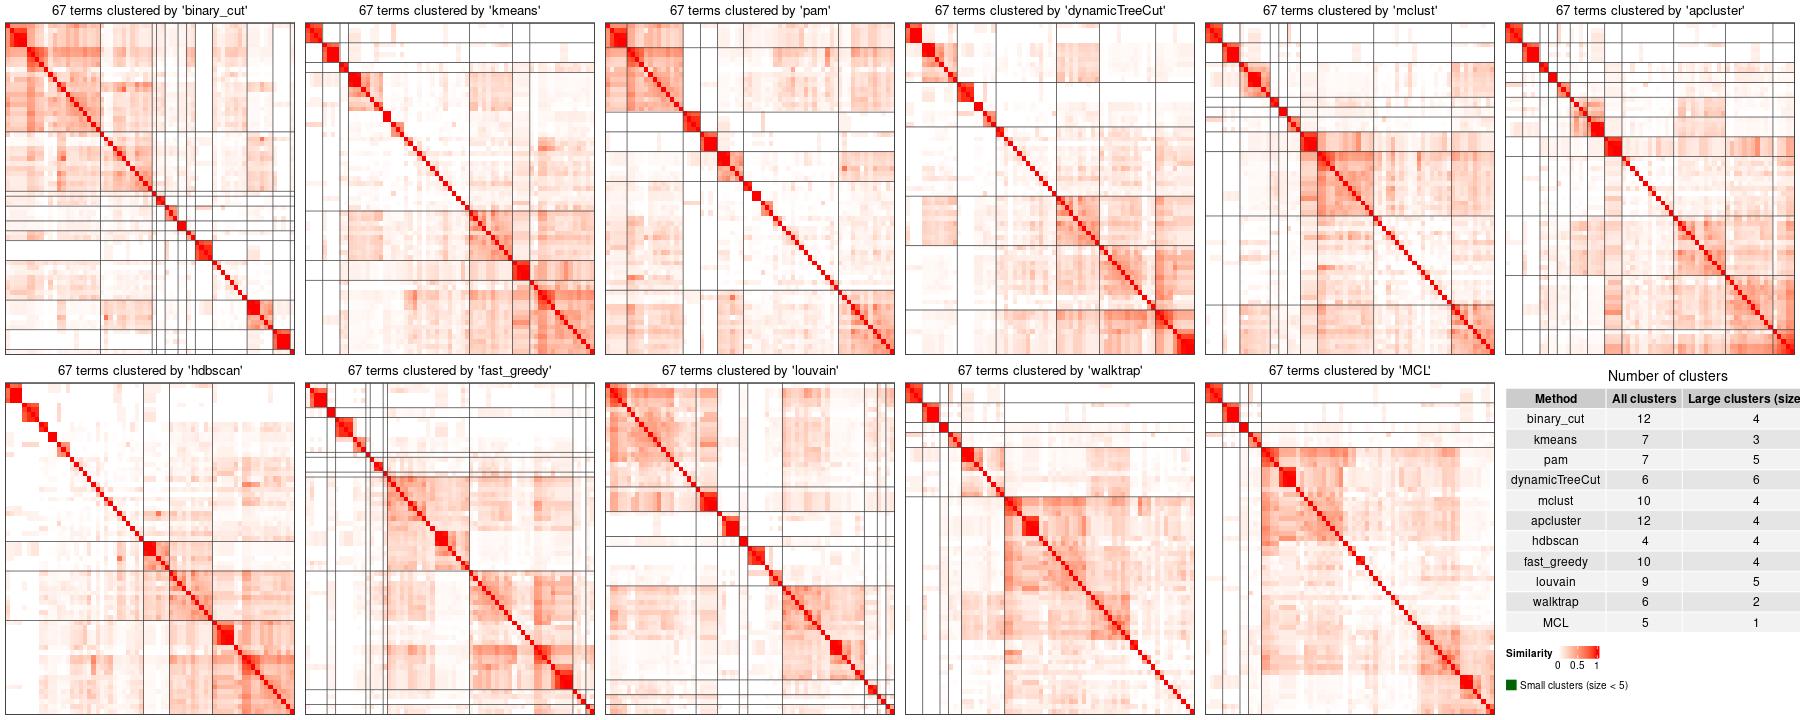 67 terms clustered by 'binary_cut'
67 terms clustered by 'kmeans'
67 terms clustered by 'pam'
67 terms clustered by 'dynamicTreeCut'
67 terms clustered by 'mclust'
67 terms clustered by 'apcluster'
67 terms clustered by 'hdbscan'
67 terms clustered by 'fast_greedy'
67 terms clustered by 'louvain'
67 terms clustered by 'walktrap'
67 terms clustered by 'MCL'
Number of clusters
Method All clusters Large clusters (size
binary_cut 12 4
kmeans 7 3
pam 7 5
dynamicTreeCut 6 6
mclust 10 4
apcluster 12 4
hdbscan 4 4
fast_greedy 10 4
louvain 9 5
walktrap 6 2
MCL 5 1
Similarity
0 0.5 1
Small clusters (size < 5)